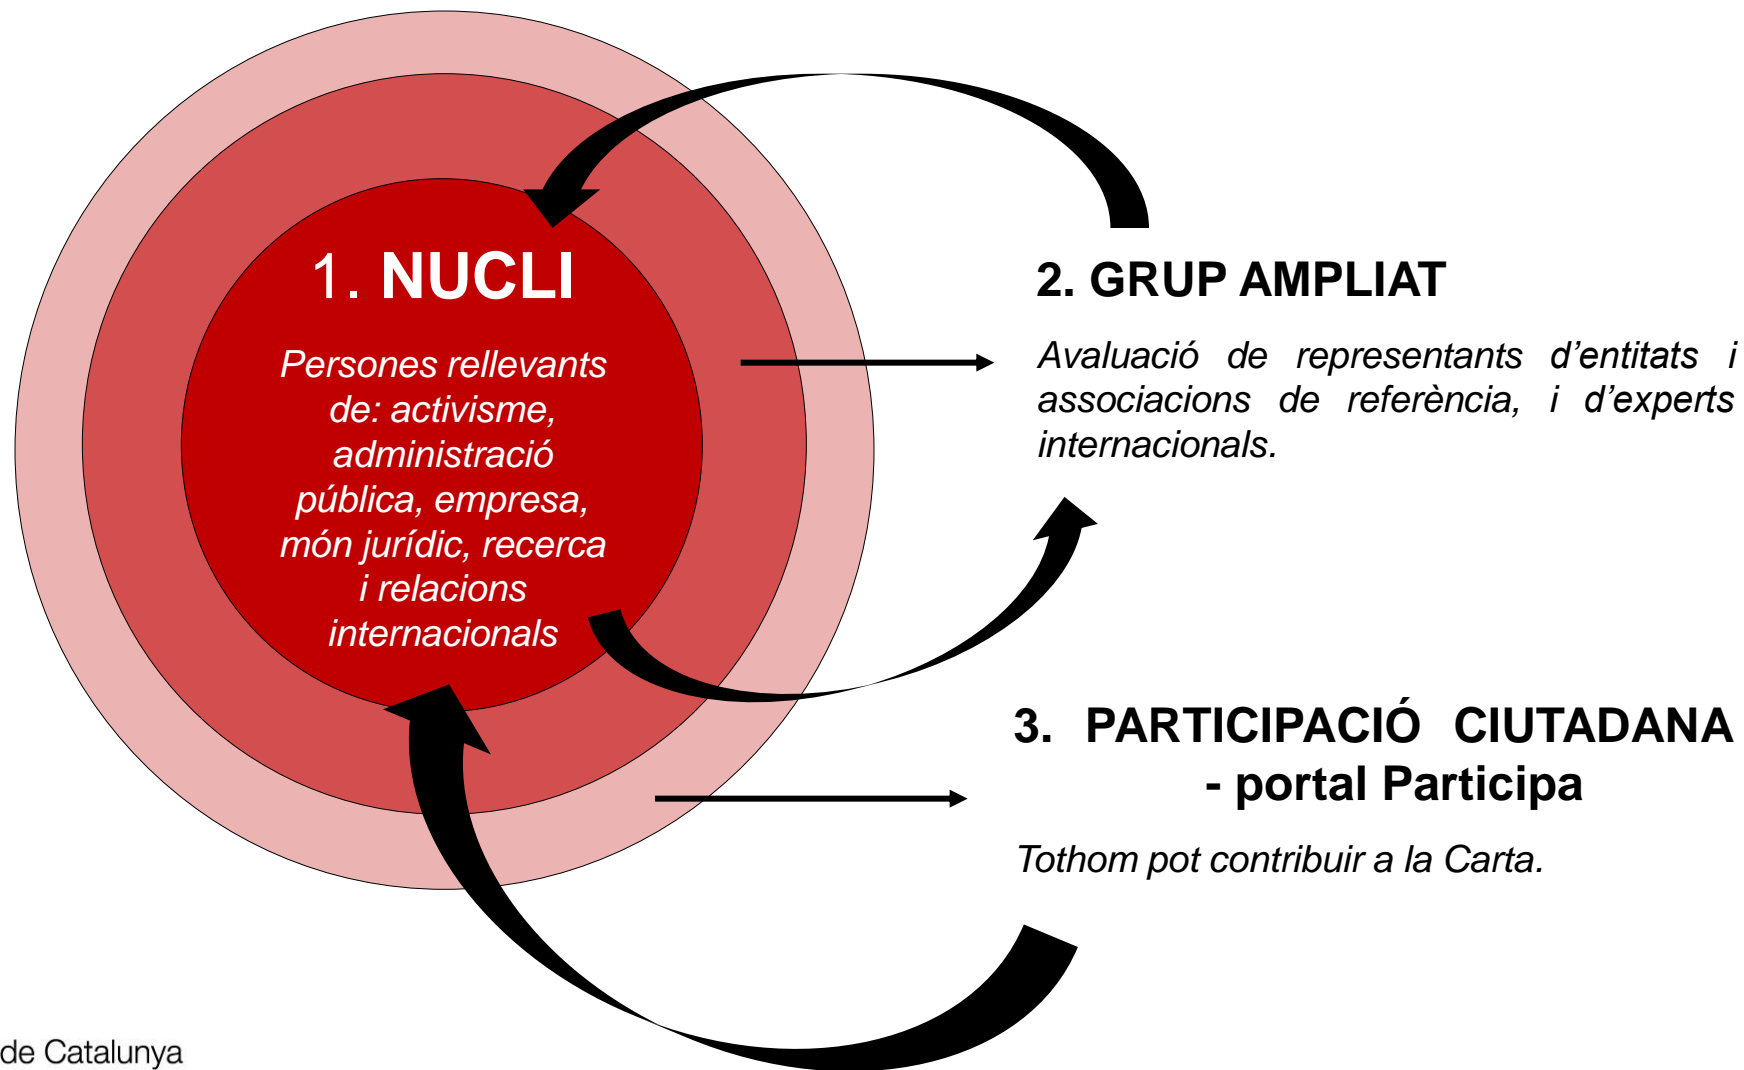 1. NUCLI
Persones rellevants
de: activisme,
administració
pública, empresa,
món jurídic, recerca
i relacions
internacionals
2. GRUP AMPLIAT
Avaluació de representants d’entitats i
associacions de referència, i d’experts
internacionals.
3. PARTICIPACIÓ CIUTADANA
- portal Participa
Tothom pot contribuir a la Carta.
de Catalunya